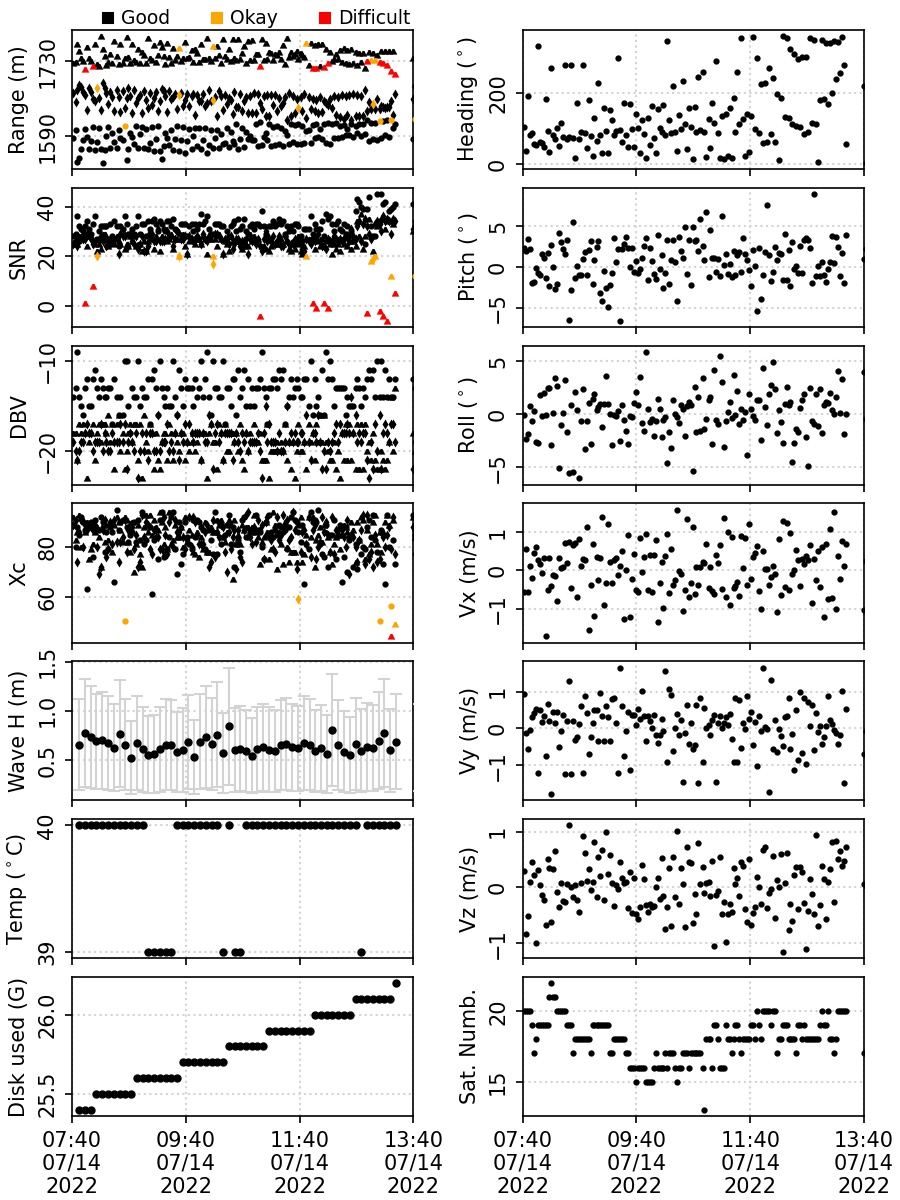 Good Okay Difficult
Range (m)
1730
1590
Heading (°)
200
0
SNR
40
20
0
Pitch (°)
5
0
−5
DBV
−10
−20
Roll (°)
5
0
−5
Xc
80
60
Vx (m/s)
1
0
−1
Wave H (m)
1.5
1.0
0.5
Vy (m/s)
1
0
−1
Temp (°C)
40
39
Vz (m/s)
1
0
−1
Disk used (G)
26.0
25.5
Sat. Numb.
20
15
07:40 09:40 11:40 13:40 07:40 09:40 11:40 13:40
07/14 07/14 07/14 07/14 07/14 07/14 07/14 07/14
2022 2022 2022 2022 2022 2022 2022 2022